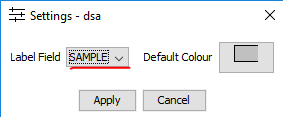 Settings - dsa
Label Field SAMPLE Default Colour
Apply Cancel